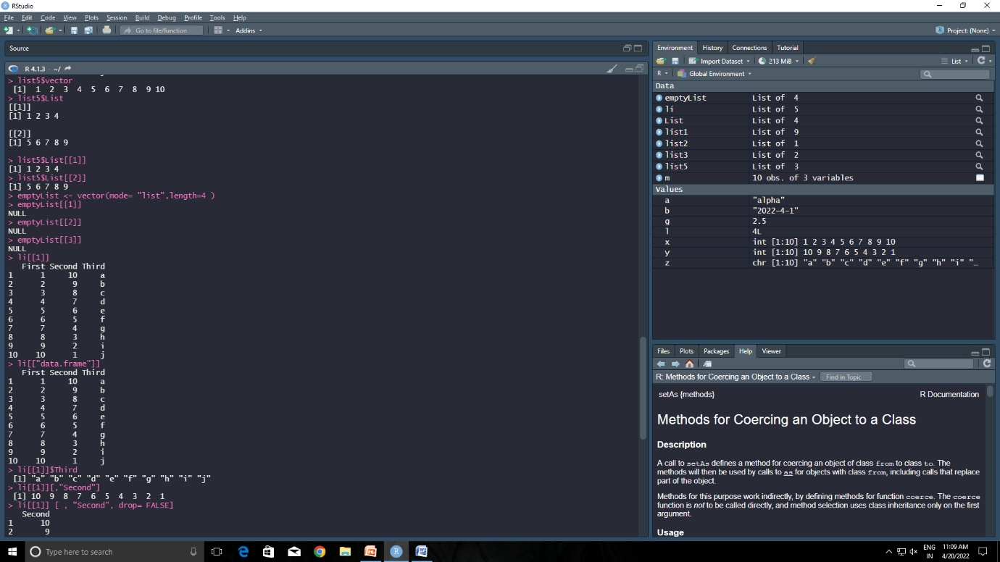 RStudio
File Edit Code View Plots Session Build Debug Profile Tools Help
Go to file/function Addins Project: (None)
Source
R 4.1.3 · ~/
> list5$vector
[1] 1 2 3 4 5 6 7 8 9 10
> list5$List
[[1]]
[1] 1 2 3 4
[[2]]
[1] 5 6 7 8 9
> list5$List[[1]]
[1] 1 2 3 4
> list5$List[[2]]
[1] 5 6 7 8 9
> emptyList <- vector(mode= "list",length=4 )
> emptyList[[1]]
NULL
> emptyList[[2]]
NULL
> emptyList[[3]]
NULL
> li[[1]]
First Second Third
1 1 10 a
2 2 9 b
3 3 8 c
4 4 7 d
5 5 6 e
6 6 5 f
7 7 4 g
8 8 3 h
9 9 2 i
10 10 1 j
> li[["data.frame"]]
First Second Third
1 1 10 a
2 2 9 b
3 3 8 c
4 4 7 d
5 5 6 e
6 6 5 f
7 7 4 g
8 8 3 h
9 9 2 i
10 10 1 j
> li[[1]]$Third
[1] "a" "b" "c" "d" "e" "f" "g" "h" "i" "j"
> li[[1]][,"Second"]
[1] 10 9 8 7 6 5 4 3 2 1
> li[[1]] [ , "Second", drop= FALSE]
Second
1 10
2 9
Environment History Connections Tutorial
Import Dataset 213 MiB List
R Global Environment
Data
emptyList List of 4
li List of 5
List List of 4
list1 List of 9
list2 List of 1
list3 List of 2
list5 List of 3
m 10 obs. of 3 variables
Values
a "alpha"
b "2022-4-1"
g 2.5
l 4L
x int [1:10] 1 2 3 4 5 6 7 8 9 10
y int [1:10] 10 9 8 7 6 5 4 3 2 1
z chr [1:10] "a" "b" "c" "d" "e" "f" "g" "h" "i" "...
Files Plots Packages Help Viewer
R: Methods for Coercing an Object to a Class Find in Topic
setAs {methods} R Documentation
Methods for Coercing an Object to a Class
Description
A call to setAs defines a method for coercing an object of class from to class to. The
methods will then be used by calls to as for objects with class from, including calls that replace
part of the object.
Methods for this purpose work indirectly, by defining methods for function coerce. The coerce
function is not to be called directly, and method selection uses class inheritance only on the first
argument.
Usage
Type here to search
ENG 11:09 AM
IN 4/20/2022